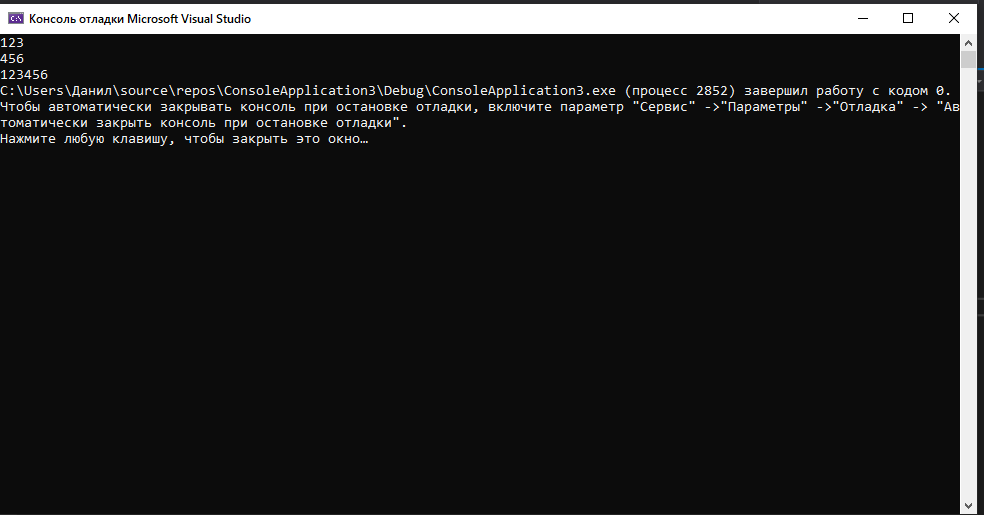 Консоль отладки Microsoft Visual Studio
123
456
123456
C:\Users\Данил\source\repos\ConsoleApplication3\Debug\ConsoleApplication3.exe (процесс 2852) завершил работу с кодом 0.
Чтобы автоматически закрывать консоль при остановке отладки, включите параметр "Сервис" ->"Параметры" ->"Отладка" -> "Ав
томатически закрыть консоль при остановке отладки".
Нажмите любую клавишу, чтобы закрыть это окно…